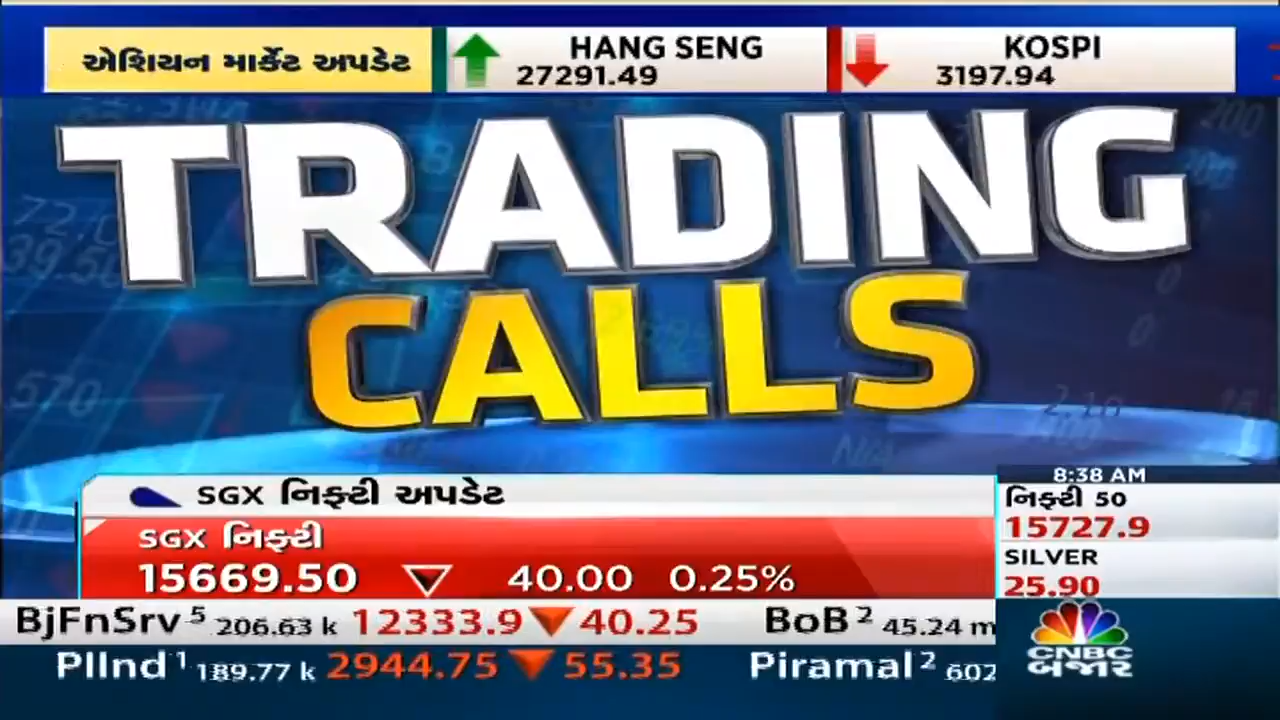 એશિયન માર્કેટ અપડેટ
HANG SENG
27291.49
KOSPI
3197.94
TRADING
CALLS
8:38 AM
SGX નિફ્ટી અપડેટ
નિફ્ટી 50
15727.9
SGX નિફ્ટી
15669.50 40.00 0.25%
SILVER
25.90
BjFnSrv 5 206.63 k 12333.9 40.25 BoB 2 45.24 m
PIInd 1 189.77 k 2944.75 55.35 Piramal 2 602
CNBC
બજાર